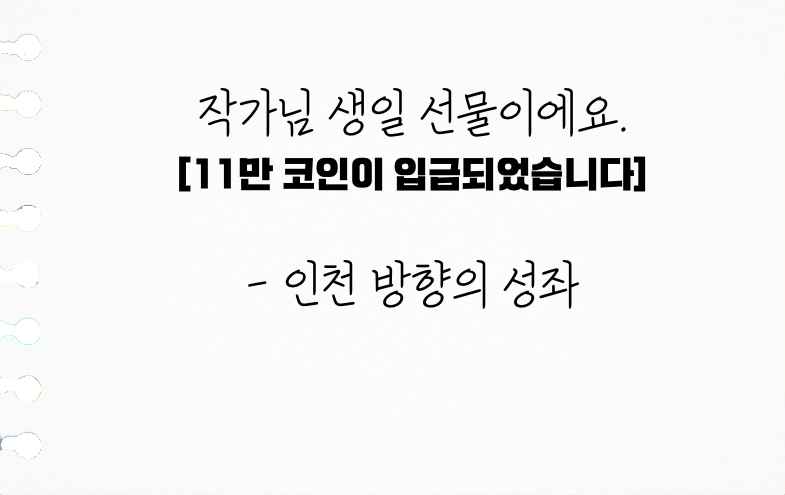 작가님 생일 선물이에요.
[11만 코인이 입금되었습니다]
- 인천 방향의 성좌